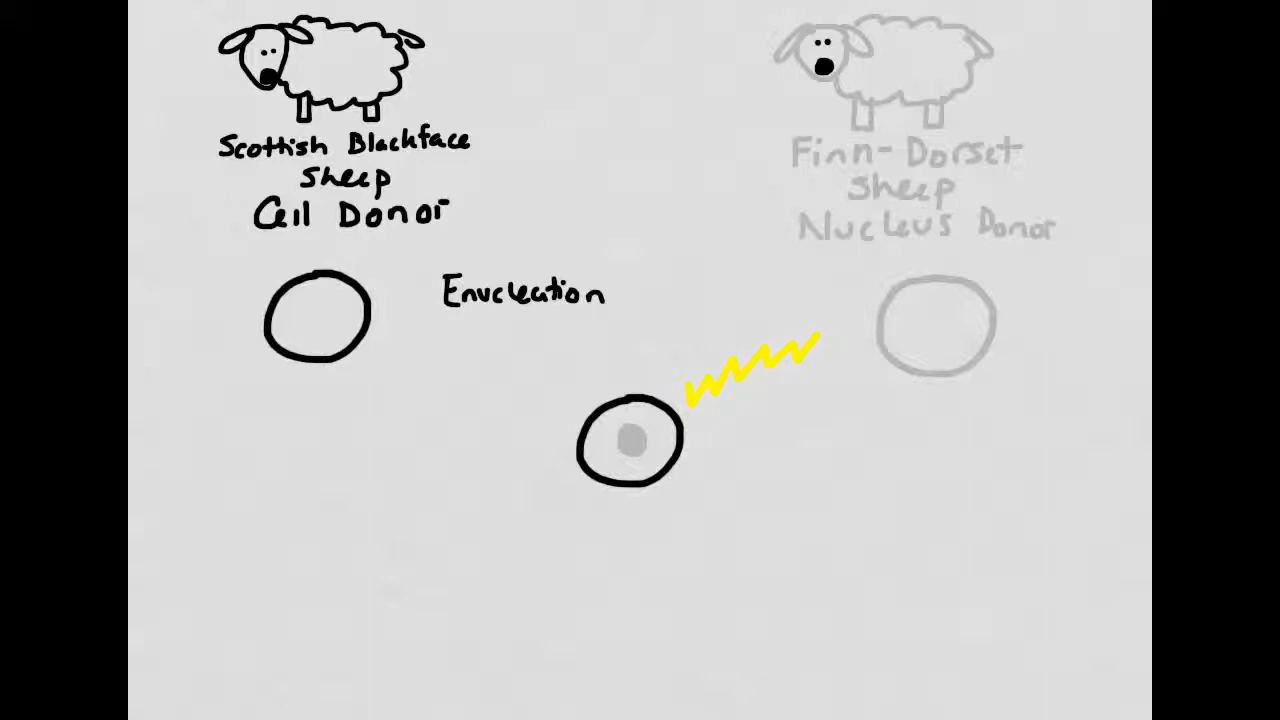 Scottish Blackface
Sheep
Cell Donor
Finn-Dorset
Sheep
Nucleus Donor
Enucleation